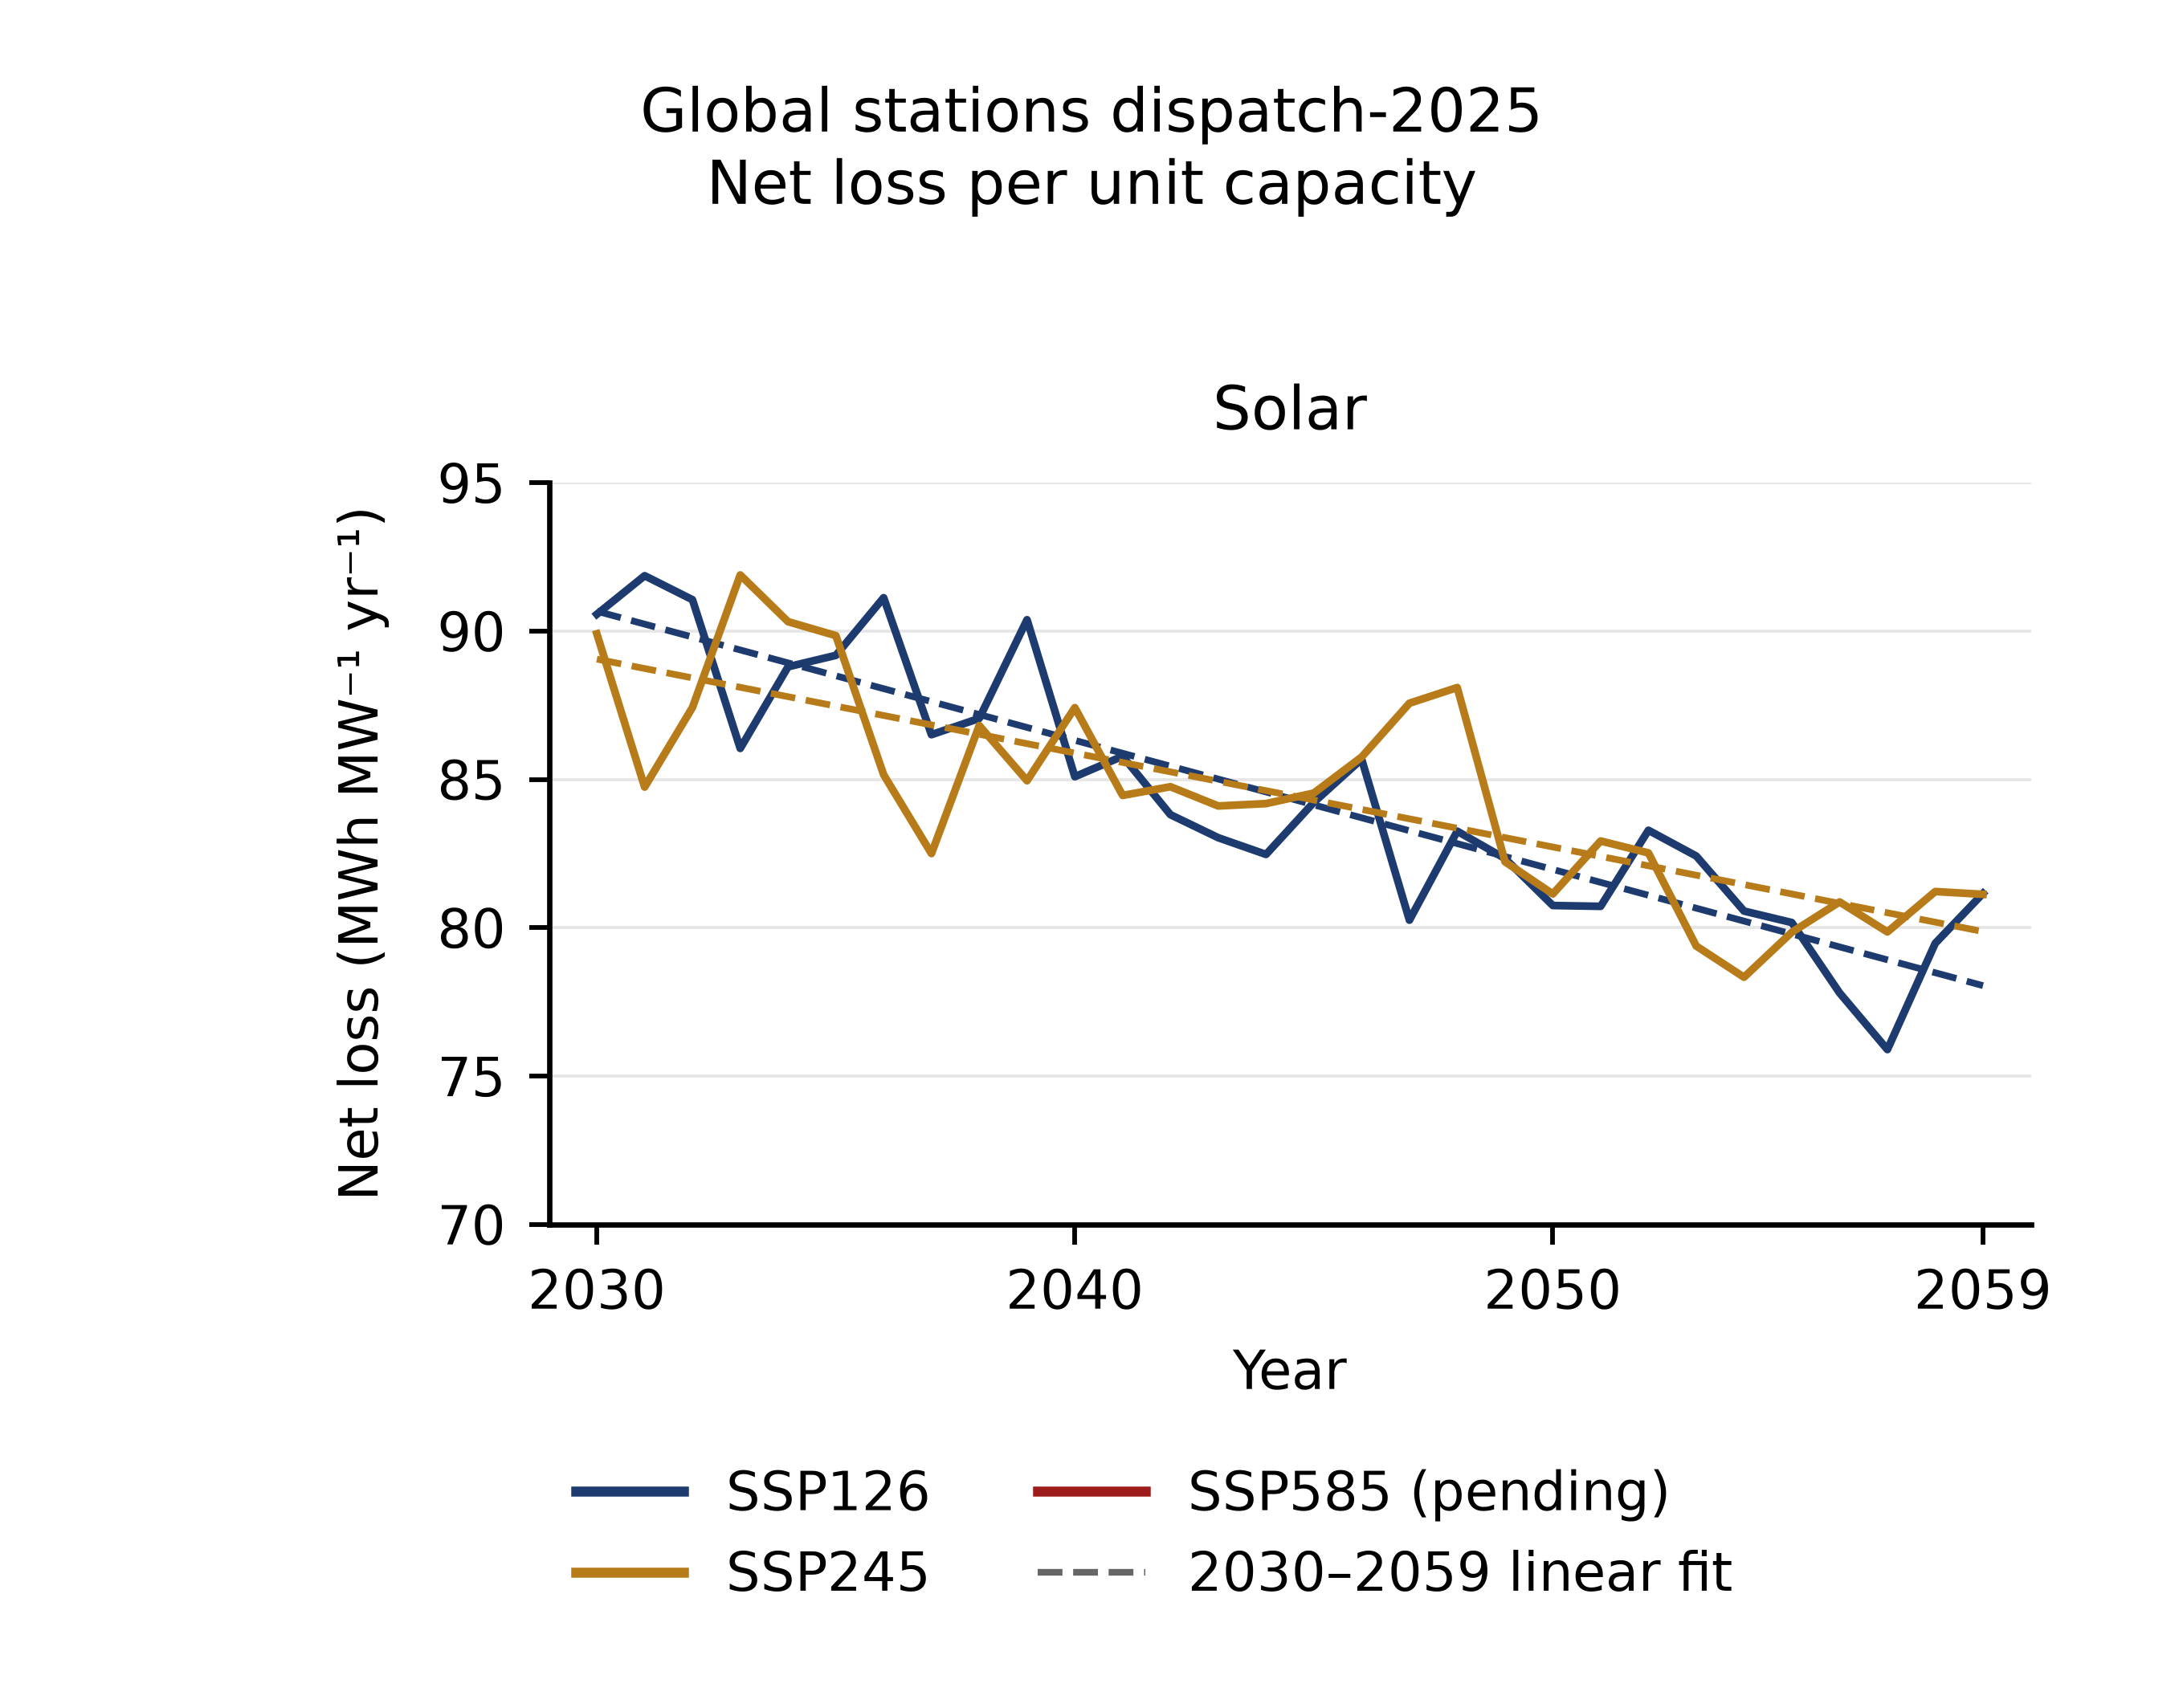 Global stations dispatch-2025
Net loss per unit capacity
Solar
Net loss (MWh MW⁻¹ yr⁻¹)
95
90
85
80
75
70
2030 2040 2050 2059
Year
SSP126 SSP585 (pending)
SSP245 2030–2059 linear fit